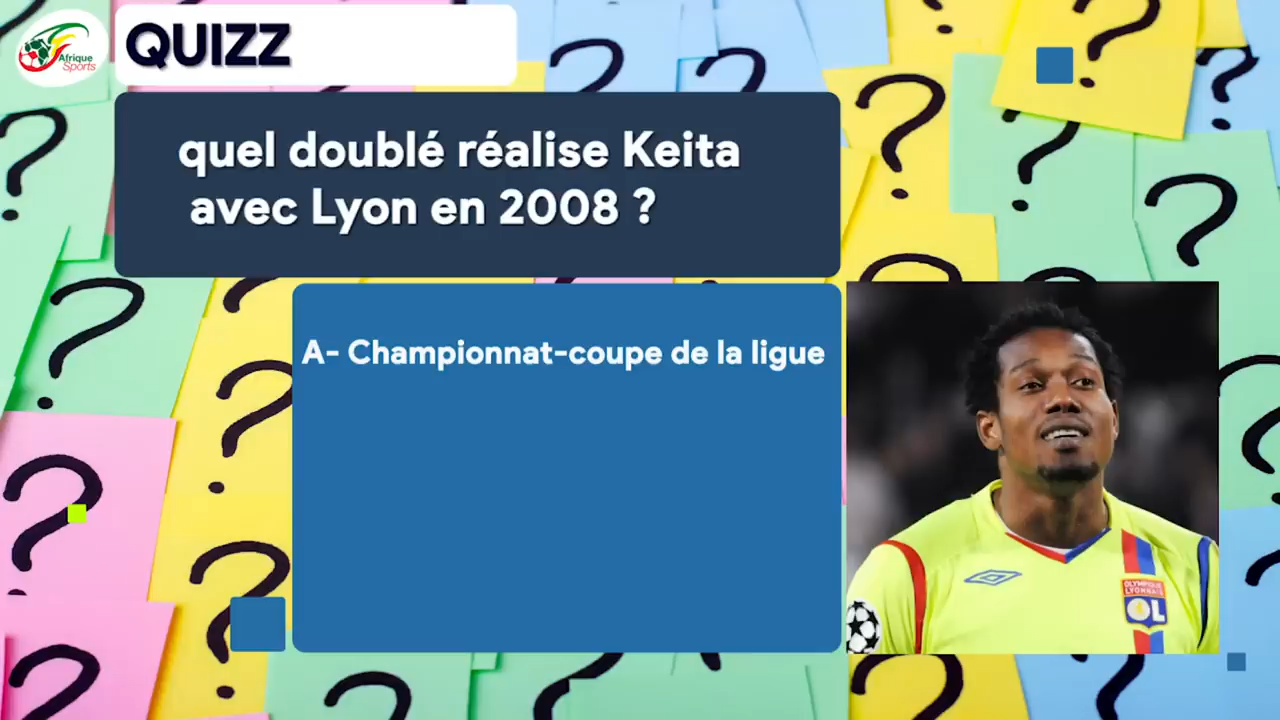 Afrique
Sports
QUIZZ
quel doublé réalise Keita
avec Lyon en 2008 ?
A- Championnat-coupe de la ligue
OLYMPIQUE
LYONNAIS
OL